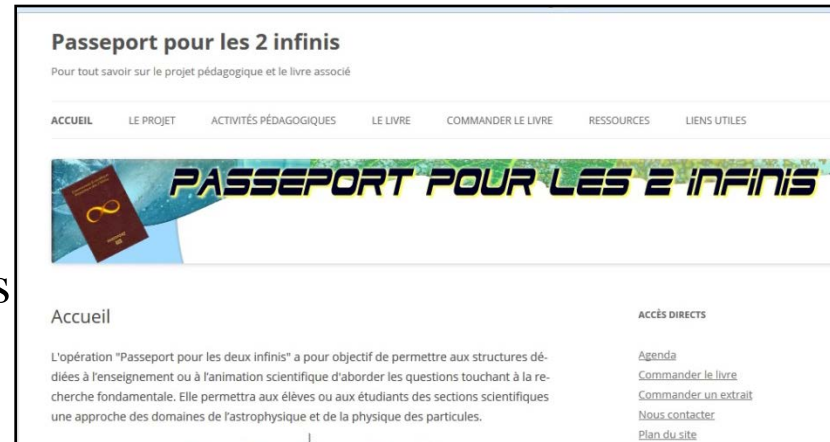 Passeport pour les 2 infinis
Pour tout savoir sur le projet pédagogique et le livre associé
ACCUEIL LE PROJET ACTIVITÉS PÉDAGOGIQUES LE LIVRE COMMANDER LE LIVRE RESSOURCES LIENS UTILES
PASSEPORT POUR LES 2 INFINIS
s
Accueil
L'opération "Passeport pour les deux infinis" a pour objectif de permettre aux structures dé-
diées à l'enseignement ou à l'animation scientifique d'aborder les questions touchant à la re-
cherche fondamentale. Elle permettra aux élèves ou aux étudiants des sections scientifiques
une approche des domaines de l'astrophysique et de la physique des particules.
ACCÈS DIRECTS
Agenda
Commander le livre
Commander un extrait
Nous contacter
Plan du site